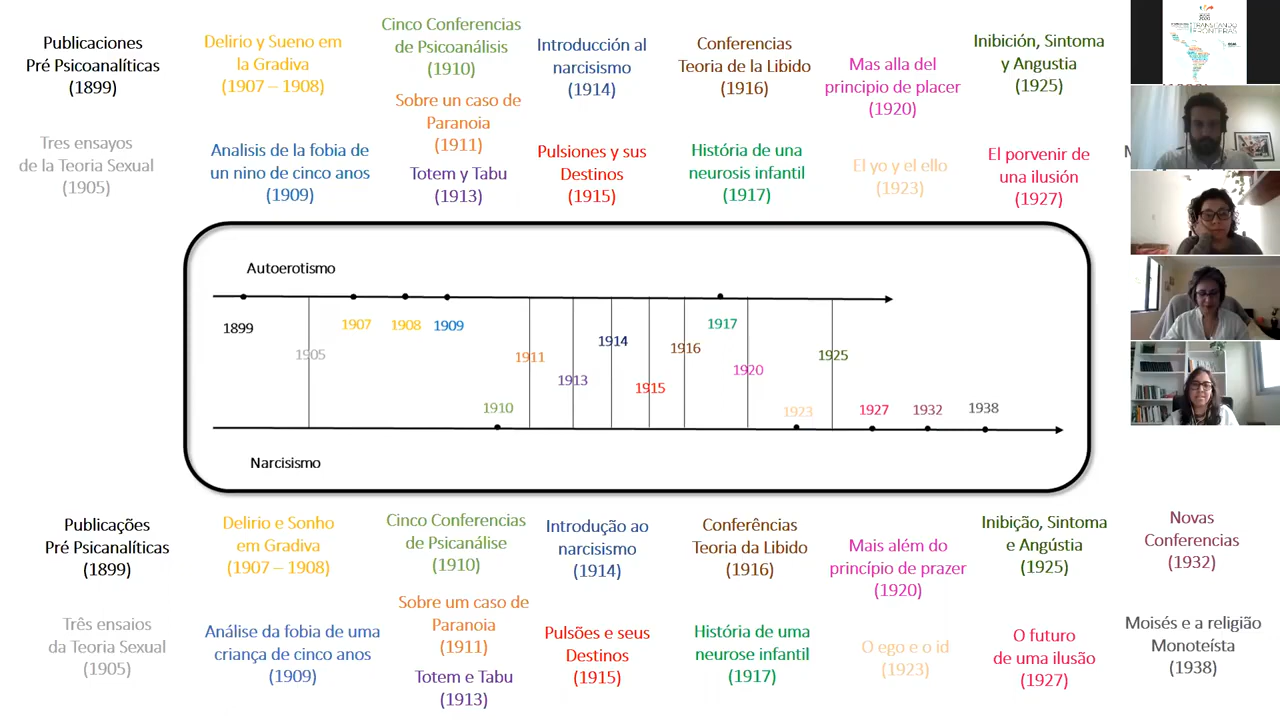 Publicaciones
Pré Psicoanalíticas
(1899)
Delirio y Sueno em
la Gradiva
(1907 – 1908)
Cinco Conferencias
de Psicoanálisis
(1910)
Introducción al
narcisismo
(1914)
Conferencias
Teoria de la Libido
(1916)
Mas alla del
principio de placer
(1920)
Inibición, Sintoma
y Angustia
(1925)
Tres ensayos
de la Teoria Sexual
(1905)
Analisis de la fobia de
un nino de cinco anos
(1909)
Sobre un caso de
Paranoia
(1911)
Totem y Tabu
(1913)
Pulsiones y sus
Destinos
(1915)
História de una
neurosis infantil
(1917)
El yo y el ello
(1923)
El porvenir de
una ilusión
(1927)
TRANSITANDO
FRONTERAS
Autoerotismo
1899
1905
1907
1908
1909
1910
1911
1913
1914
1915
1916
1917
1920
1923
1925
1927
1932
1938
Narcisismo
Publicações
Pré Psicanalíticas
(1899)
Delirio e Sonho
em Gradiva
(1907 – 1908)
Cinco Conferencias
de Psicanálise
(1910)
Introdução ao
narcisismo
(1914)
Conferências
Teoria da Libido
(1916)
Mais além do
princípio de prazer
(1920)
Inibição, Sintoma
e Angústia
(1925)
Novas
Conferencias
(1932)
Três ensaios
da Teoria Sexual
(1905)
Análise da fobia de uma
criança de cinco anos
(1909)
Sobre um caso de
Paranoia
(1911)
Totem e Tabu
(1913)
Pulsões e seus
Destinos
(1915)
História de uma
neurose infantil
(1917)
O ego e o id
(1923)
O futuro
de uma ilusão
(1927)
Moisés e a religião
Monoteísta
(1938)